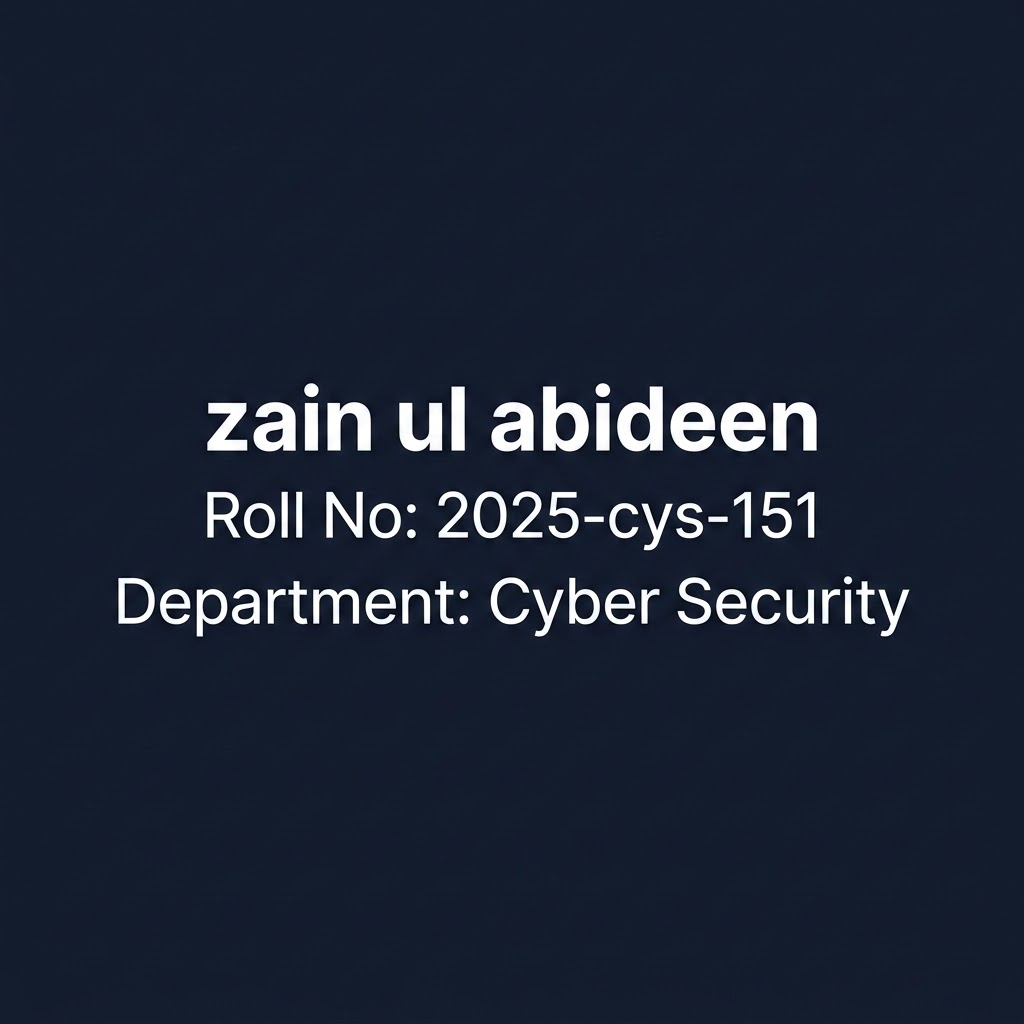 zain ul abideen
Roll No: 2025-cys-151
Department: Cyber Security